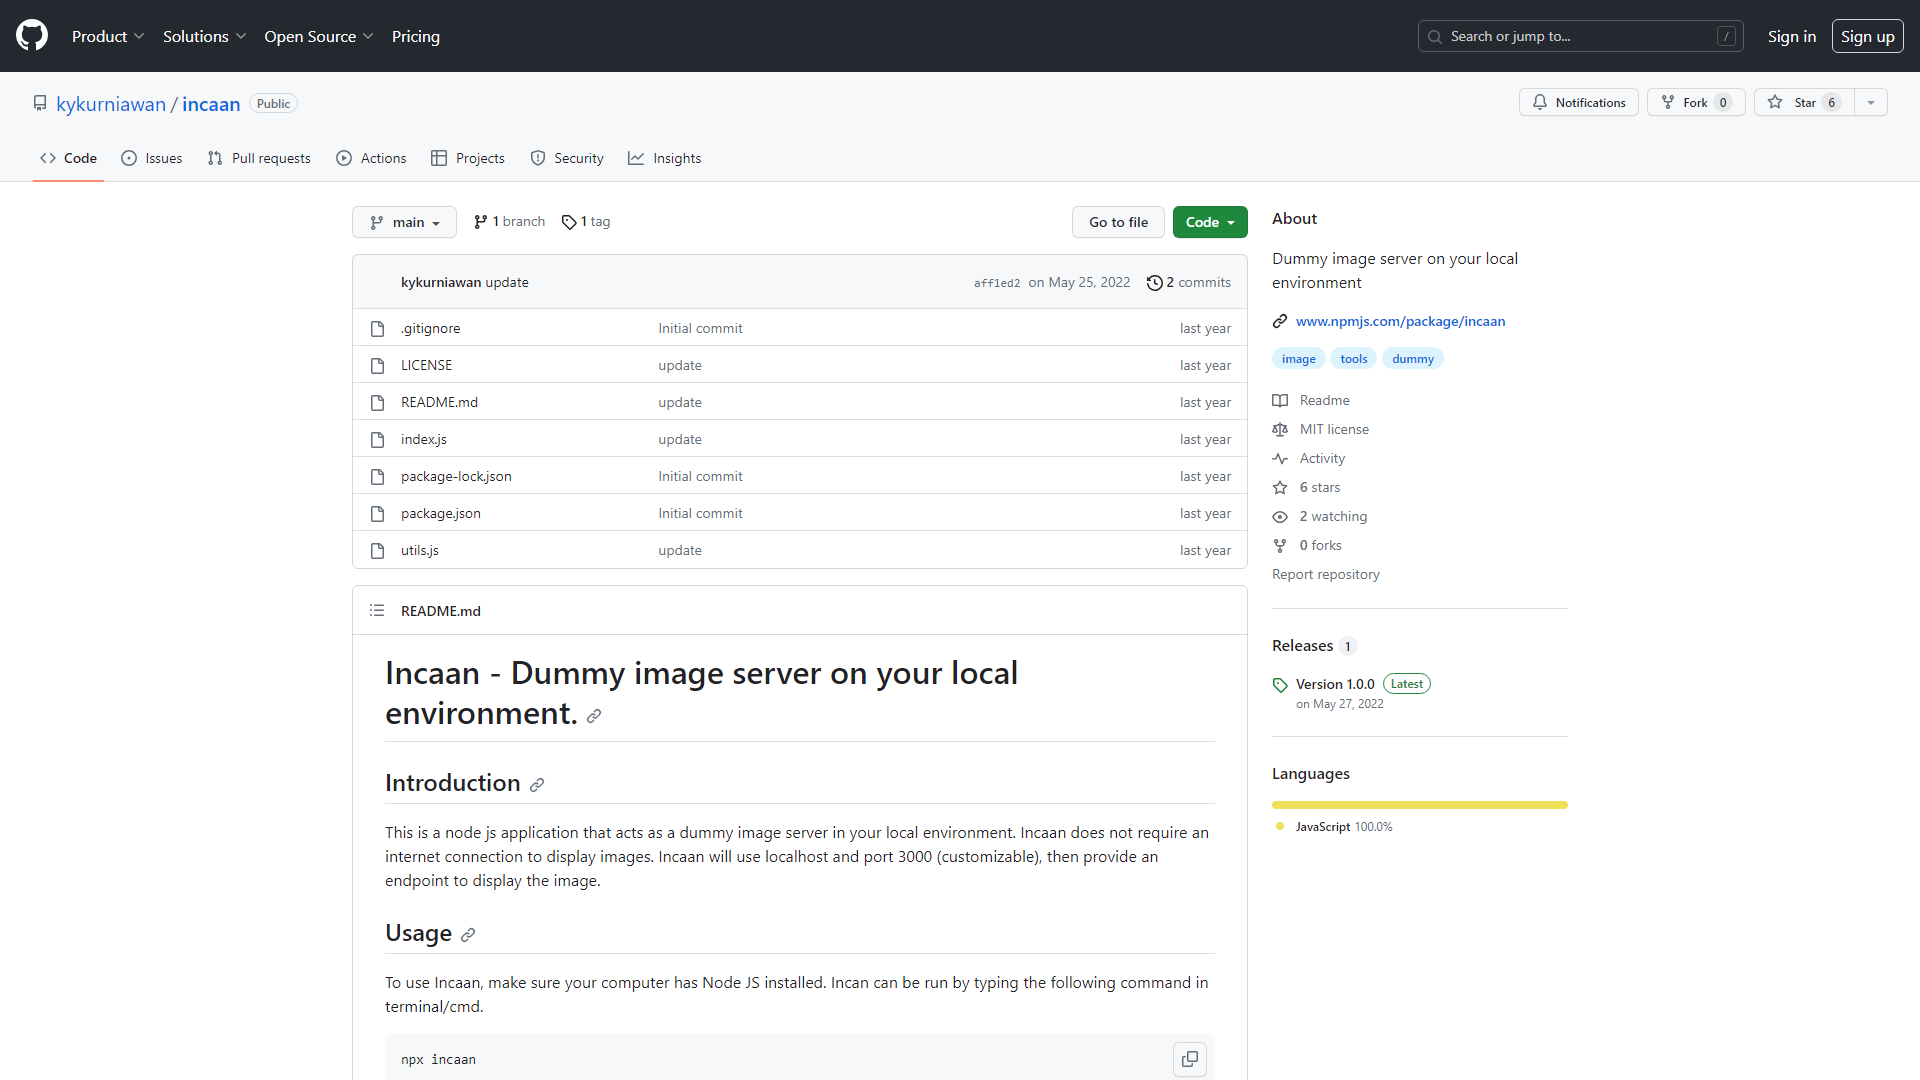 Product Solutions Open Source Pricing Search or jump to... / Sign in Sign up
kykurniawan / incaan Public Notifications Fork 0 Star 6
Code Issues Pull requests Actions Projects Security Insights
main 1 branch 1 tag Go to file Code
kykurniawan update aff1ed2 on May 25, 2022 2 commits
.gitignore Initial commit last year
LICENSE update last year
README.md update last year
index.js update last year
package-lock.json Initial commit last year
package.json Initial commit last year
utils.js update last year
README.md
Incaan - Dummy image server on your local
environment.
Introduction
This is a node js application that acts as a dummy image server in your local environment. Incaan does not require an
internet connection to display images. Incaan will use localhost and port 3000 (customizable), then provide an
endpoint to display the image.
Usage
To use Incaan, make sure your computer has Node JS installed. Incan can be run by typing the following command in
terminal/cmd.
npx incaan
About
Dummy image server on your local
environment
www.npmjs.com/package/incaan
image tools dummy
Readme
MIT license
Activity
6 stars
2 watching
0 forks
Report repository
Releases 1
Version 1.0.0 Latest
on May 27, 2022
Languages
JavaScript 100.0%